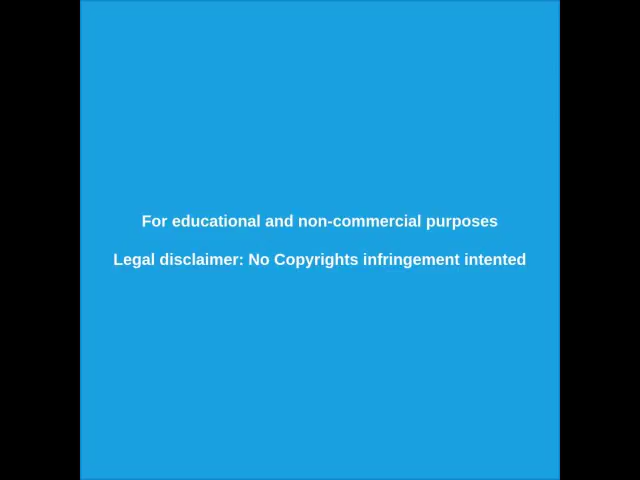 For educational and non-commercial purposes
Legal disclaimer: No Copyrights infringement intented